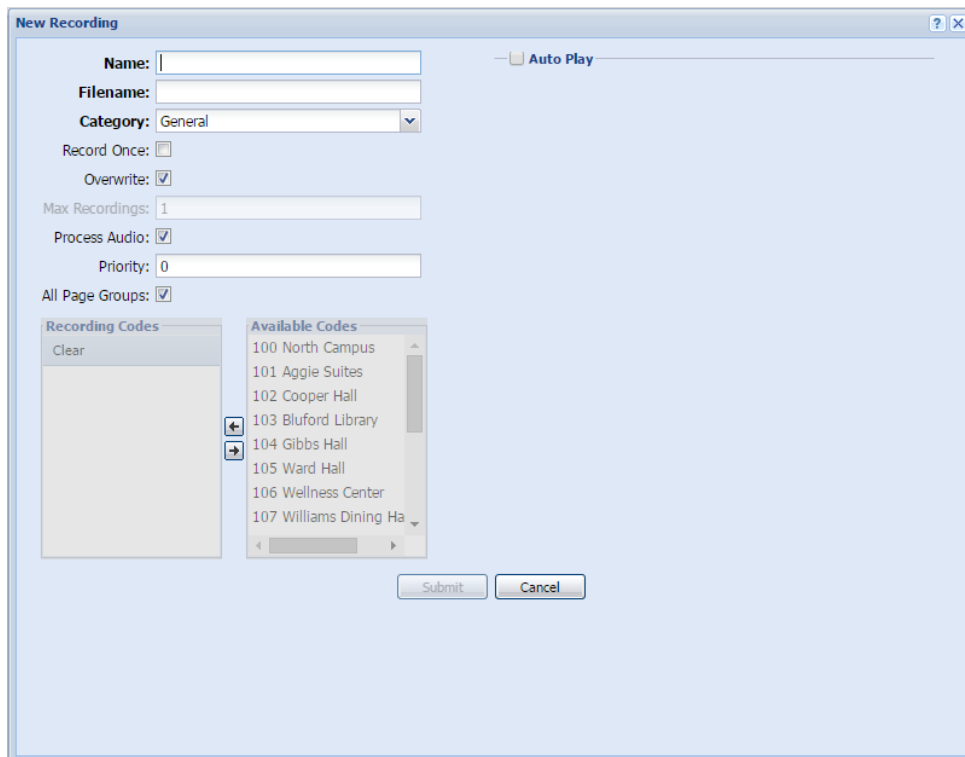 New Recording
Name:
Auto Play
Filename:
Category: General
Record Once:
Overwrite:
Max Recordings: 1
Process Audio:
Priority: 0
All Page Groups:
Recording Codes
Clear
Available Codes
100 North Campus
101 Aggie Suites
102 Cooper Hall
103 Bluford Library
104 Gibbs Hall
105 Ward Hall
106 Wellness Center
107 Williams Dining Ha
Submit
Cancel